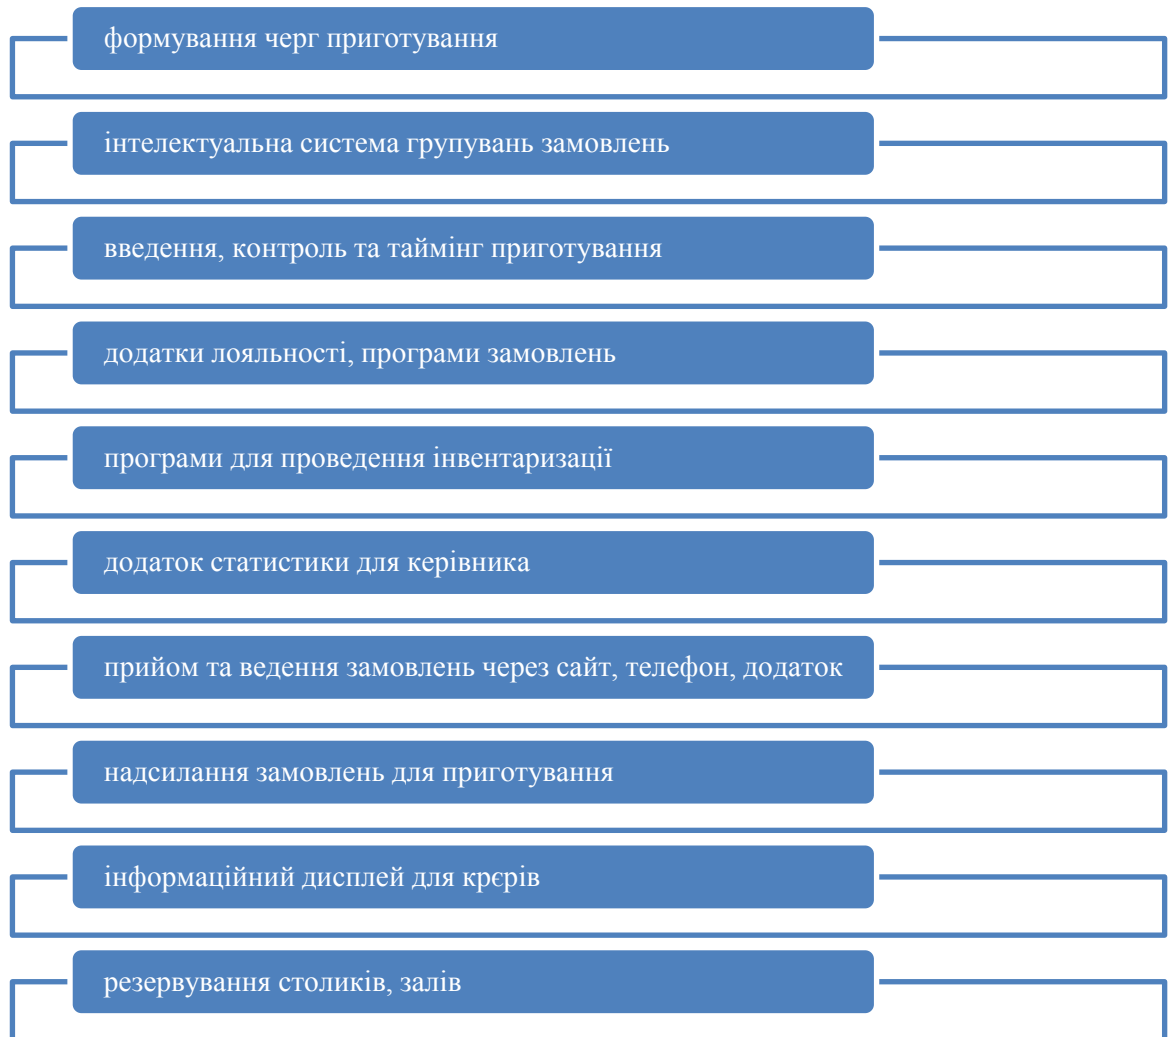 формування черг приготування
інтелектуальна система групувань замовлень
введення, контроль та таймінг приготування
додатки лояльності, програми замовлень
програми для проведення інвентаризації
додаток статистики для керівника
прийом та ведення замовлень через сайт, телефон, додаток
надсилання замовлень для приготування
інформаційний дисплей для крєрів
резервування столиків, залів